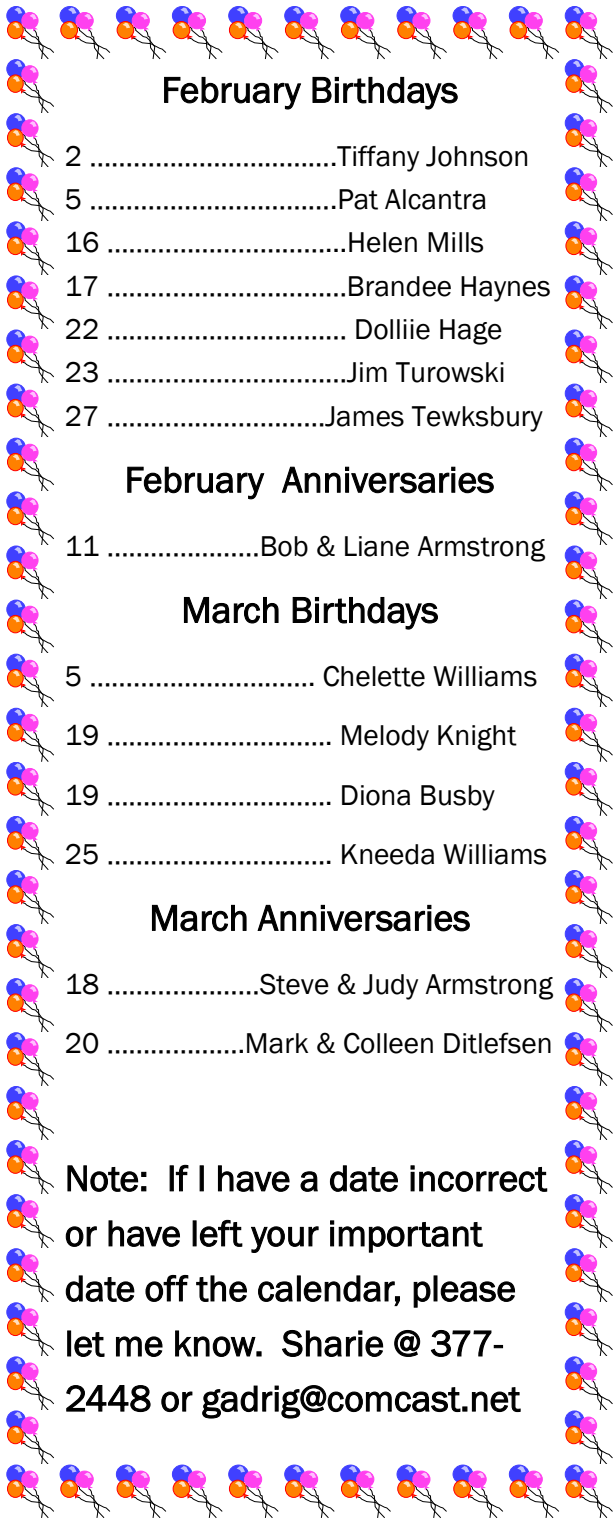 February Birthdays
2 ..................................Tiffany Johnson
5 ..................................Pat Alcantra
16 .................................Helen Mills
17 .................................Brandee Haynes
22 ................................. Dolliie Hage
23 .................................Jim Turowski
27 ..............................James Tewksbury
February  Anniversaries
11 .....................Bob & Liane Armstrong
March Birthdays
5 ............................... Chelette Williams
19 ............................... Melody Knight
19 ............................... Diona Busby
25 ............................... Kneeda Williams
March Anniversaries
18 .....................Steve & Judy Armstrong
20 ...................Mark & Colleen Ditlefsen
Note:  If I have a date incorrect
or have left your important
date off the calendar, please
let me know.  Sharie @ 377-
2448 or gadrig@comcast.net